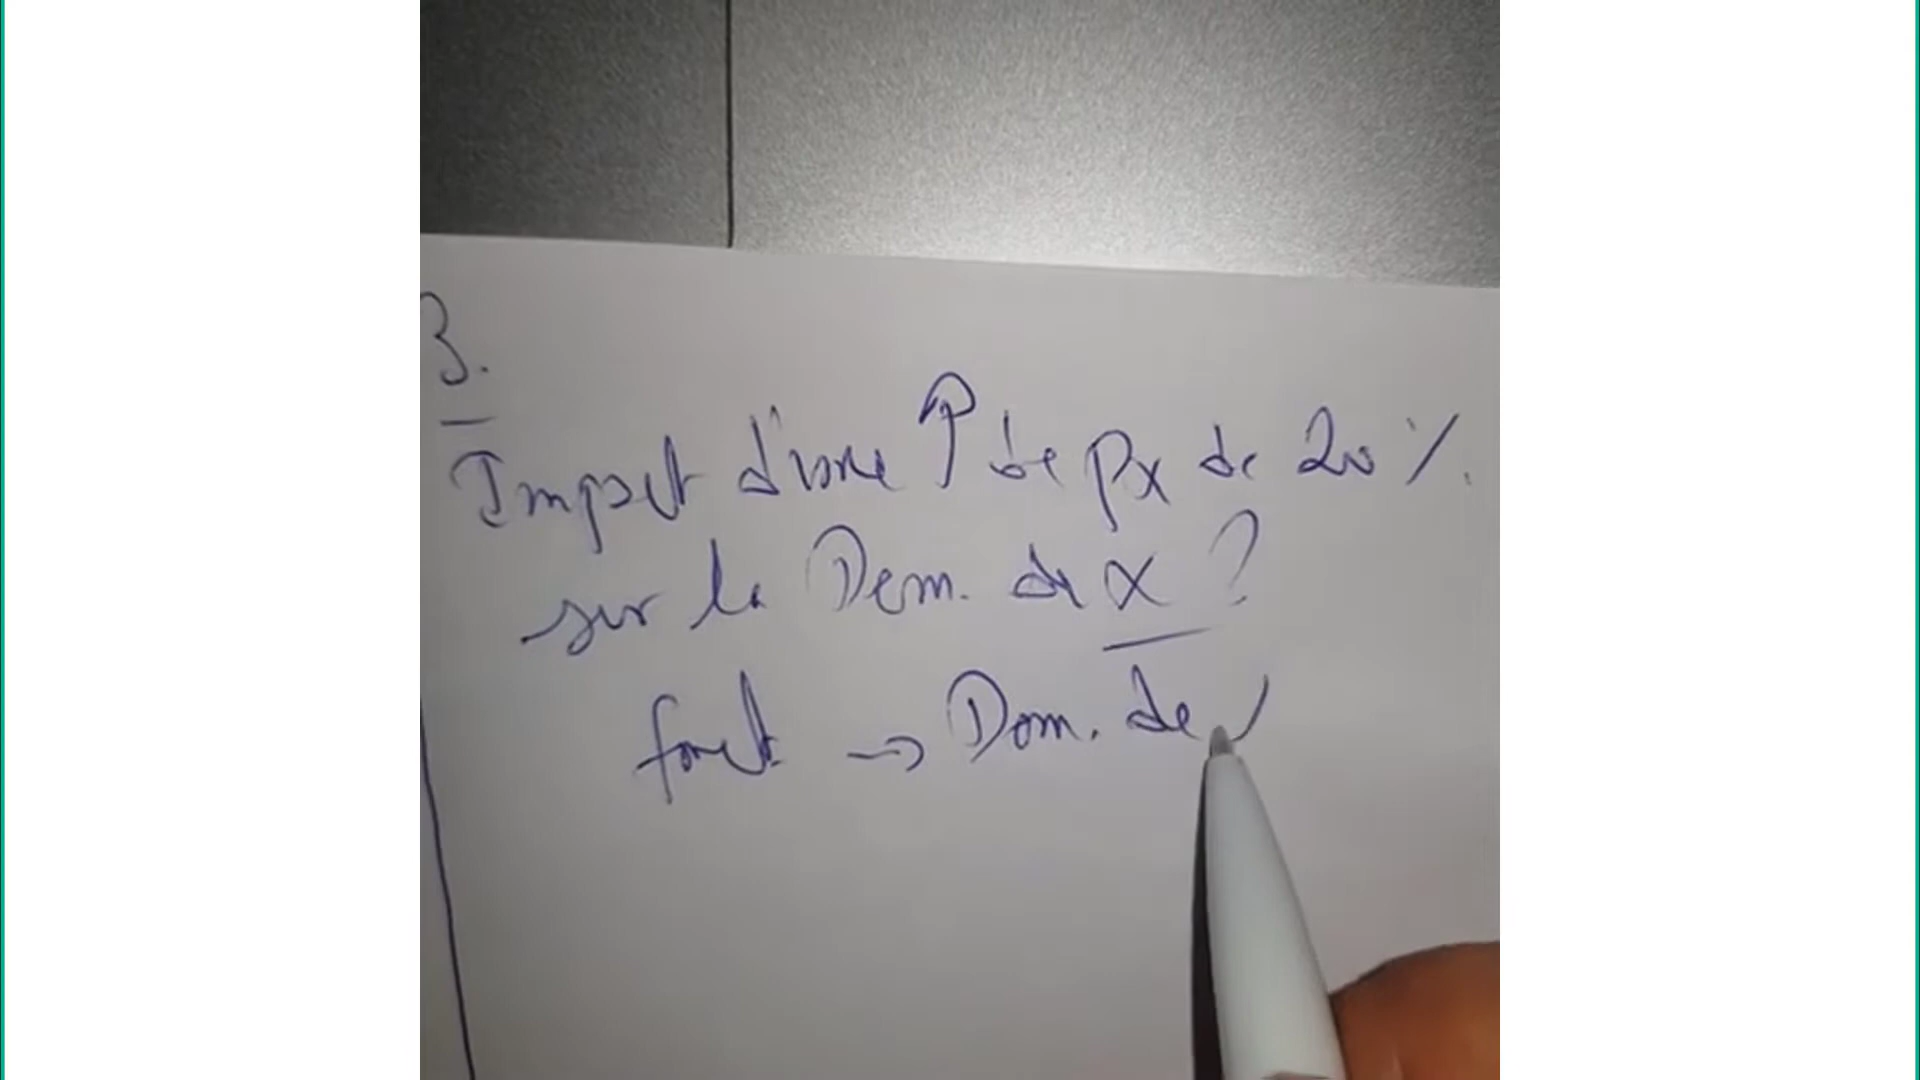 3.
Impact d'une ↑ de px de 20 %
sur la Dem. de x ?
fonct. → Dem. de